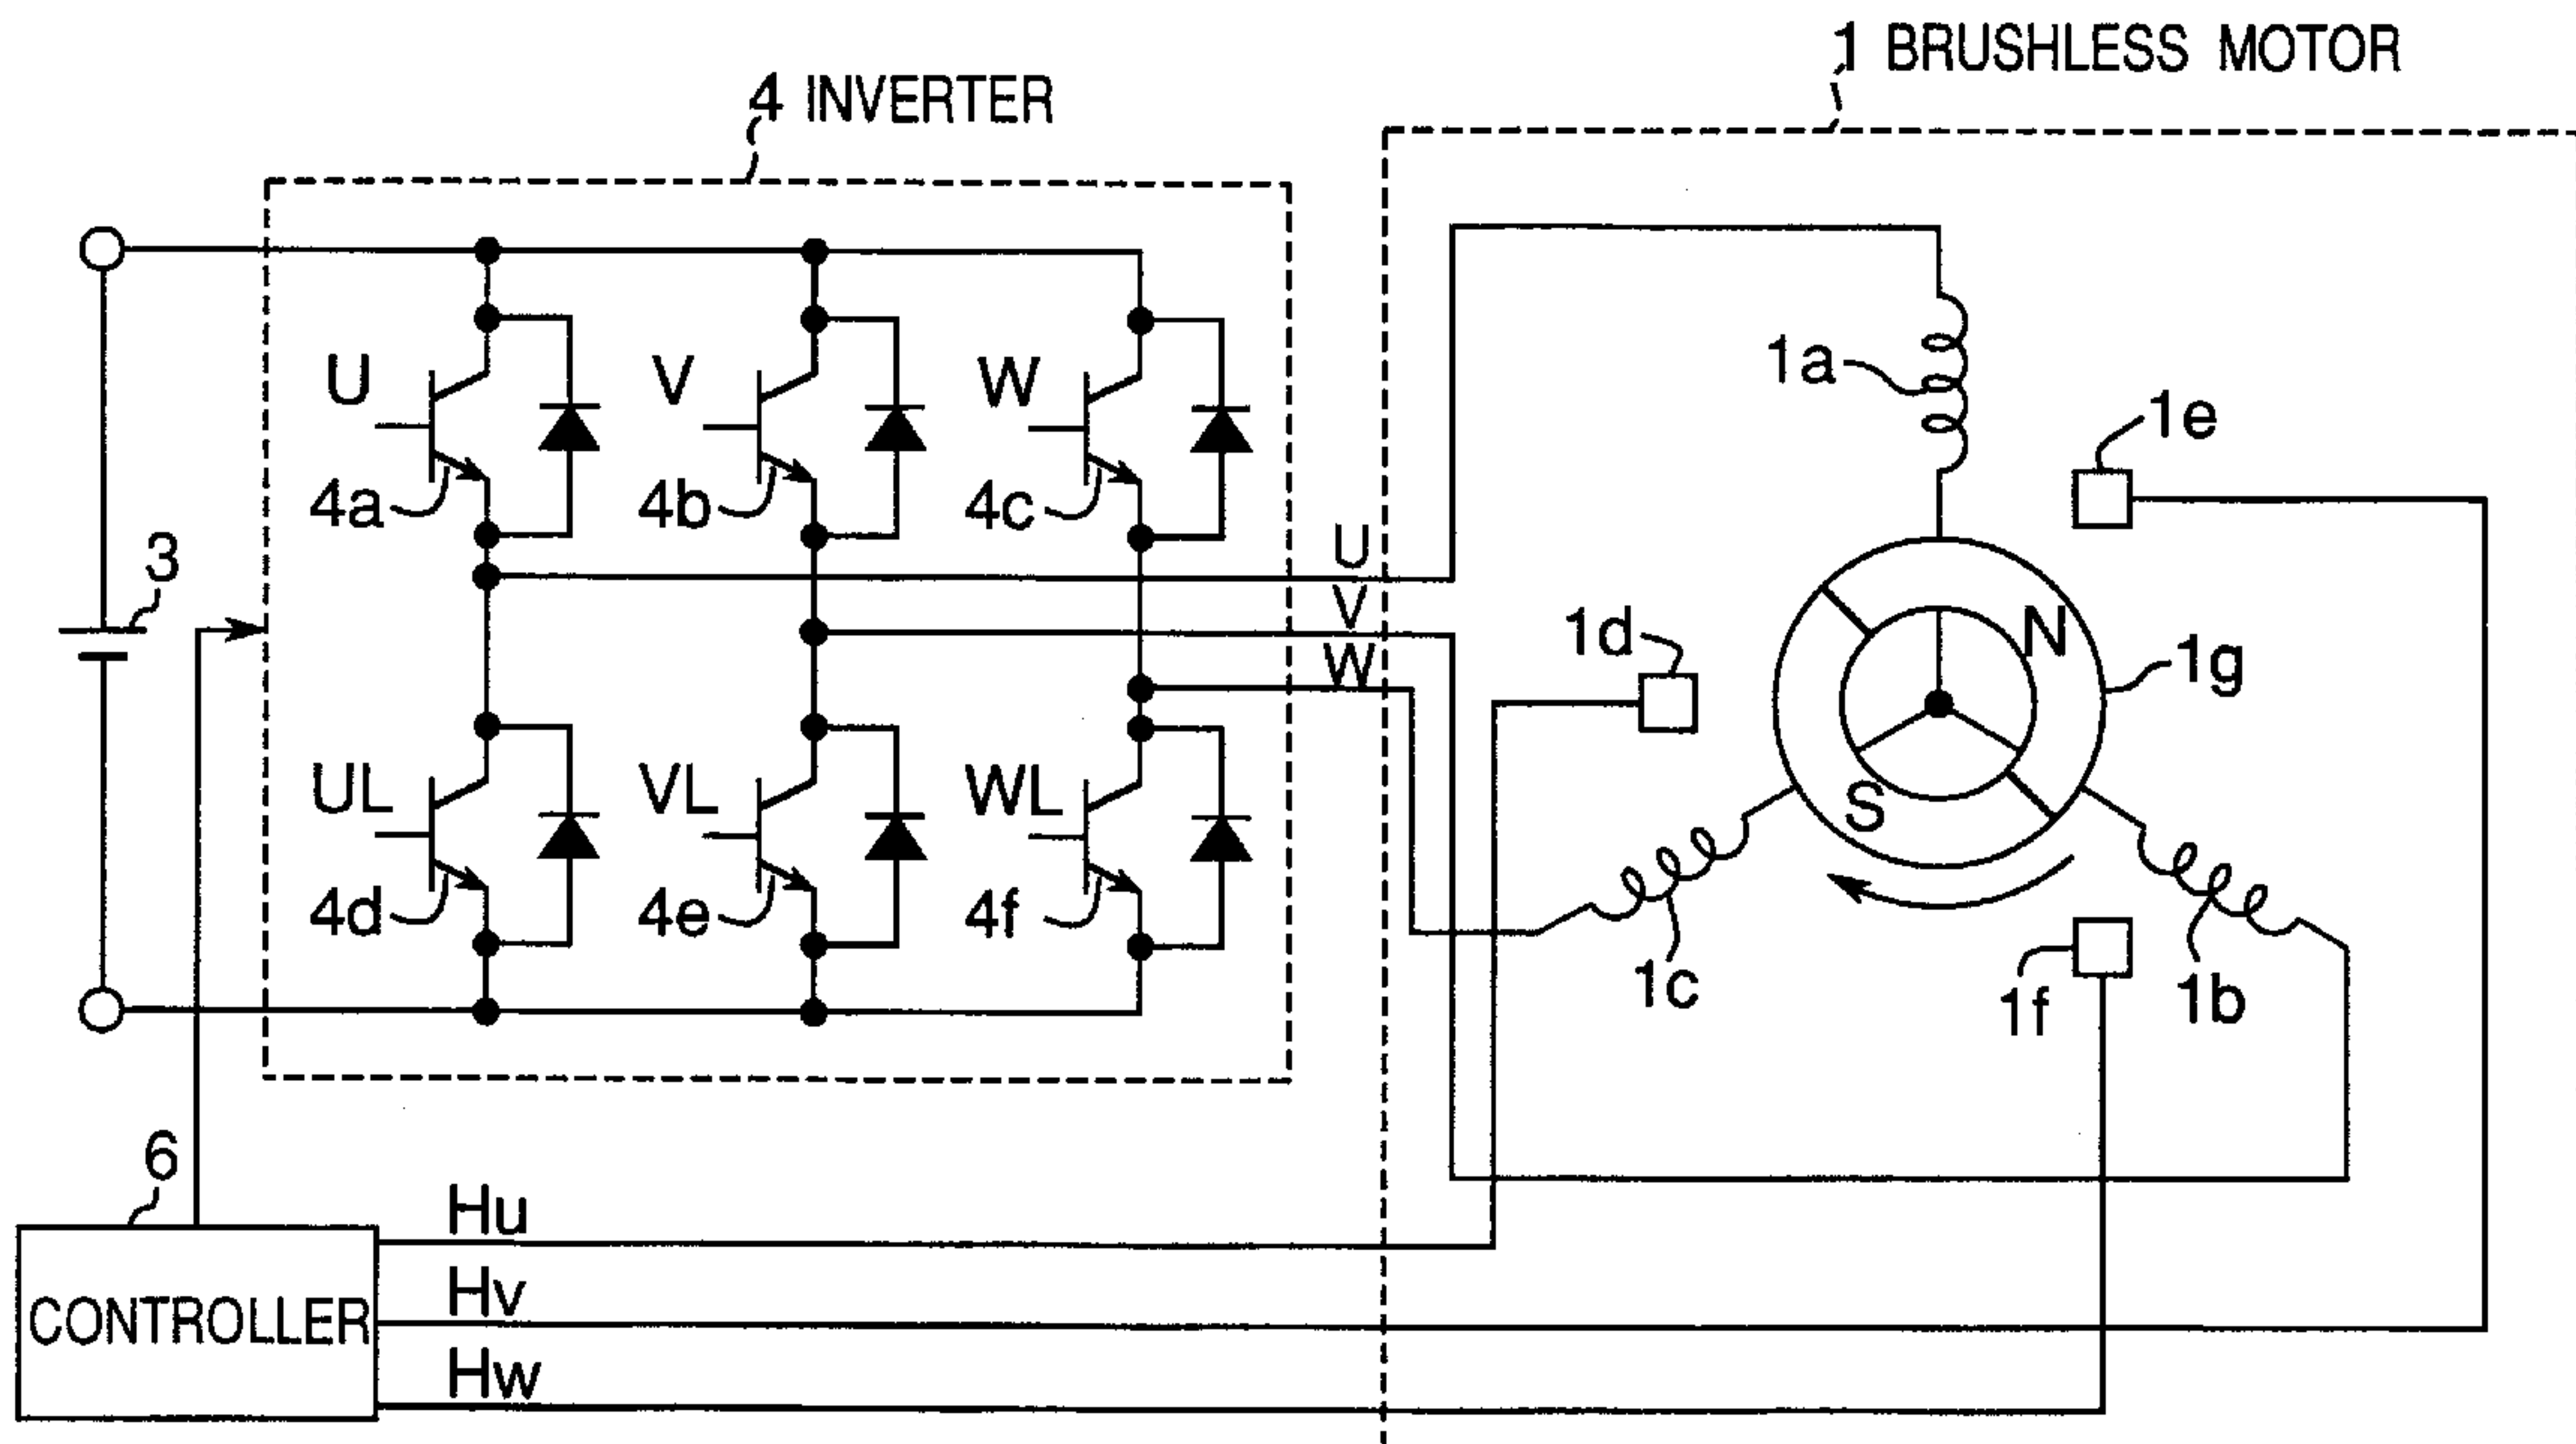 1 BRUSHLESS MOTOR
4 INVERTER
U
V
W
1a
1e
4a
4b
4c
3
U
V
W
1d
N
1g
UL
VL
WL
S
4d
4e
4f
1c
1f
1b
6
Hu
Hv
Hw
CONTROLLER